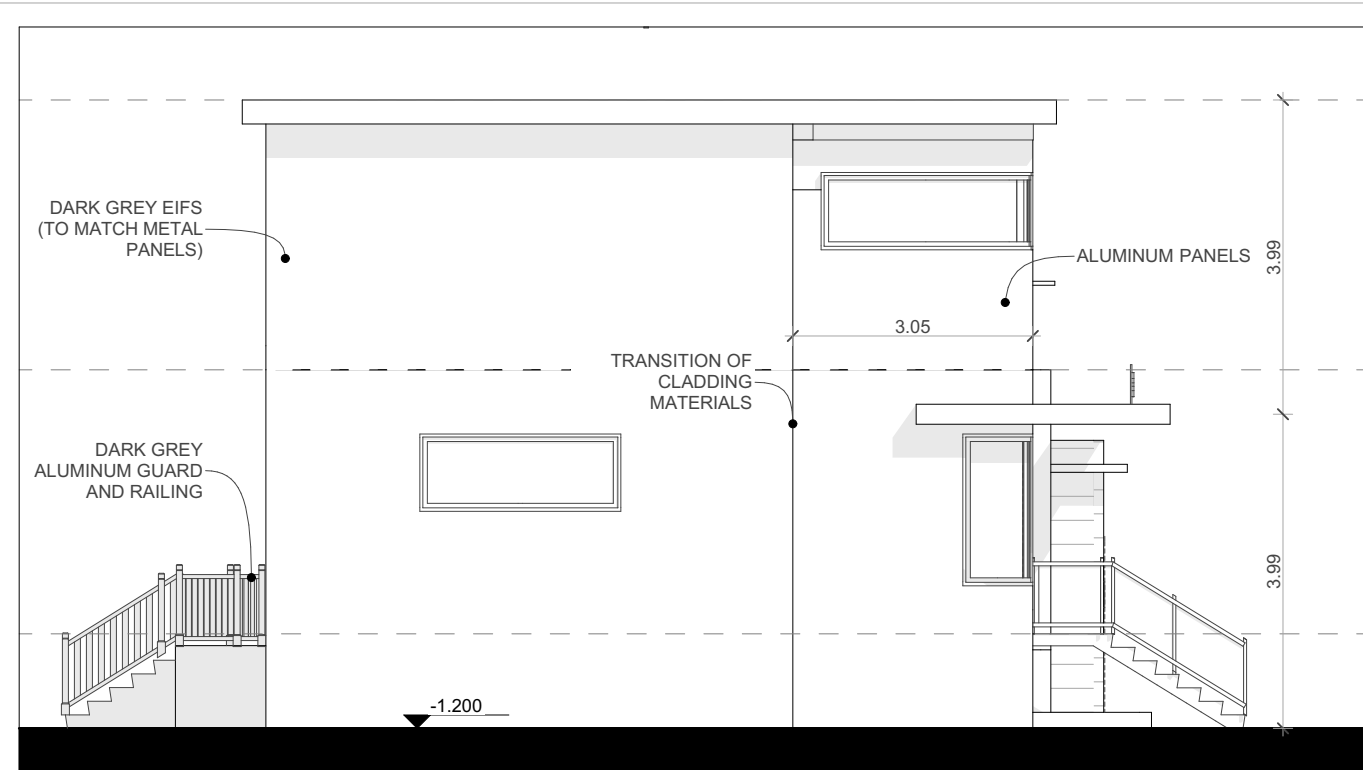 DARK GREY EIFS
(TO MATCH METAL
PANELS)
ALUMINUM PANELS
3.99
3.05
TRANSITION OF
CLADDING
MATERIALS
DARK GREY
ALUMINUM GUARD
AND RAILING
3.99
-1.200